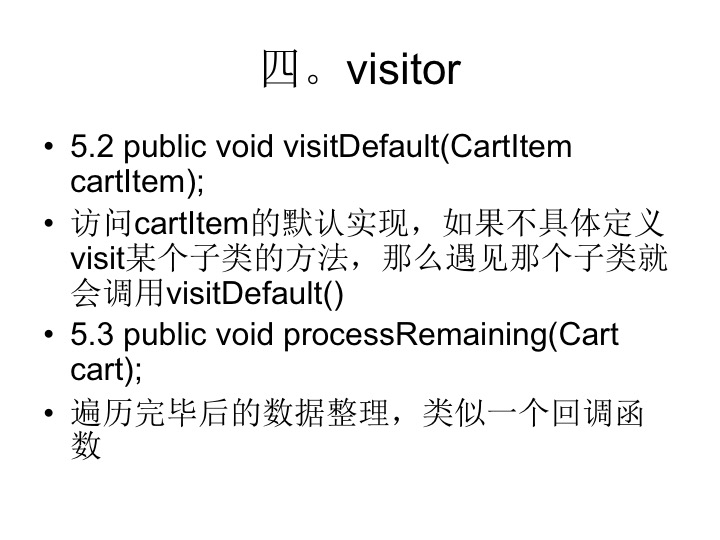 四。visitor
• 5.2 public void visitDefault(CartItem
cartItem);
• 访问cartItem的默认实现，如果不具体定义
visit某个子类的方法，那么遇见那个子类就
会调用visitDefault()
• 5.3 public void processRemaining(Cart
cart);
• 遍历完毕后的数据整理，类似一个回调函
数